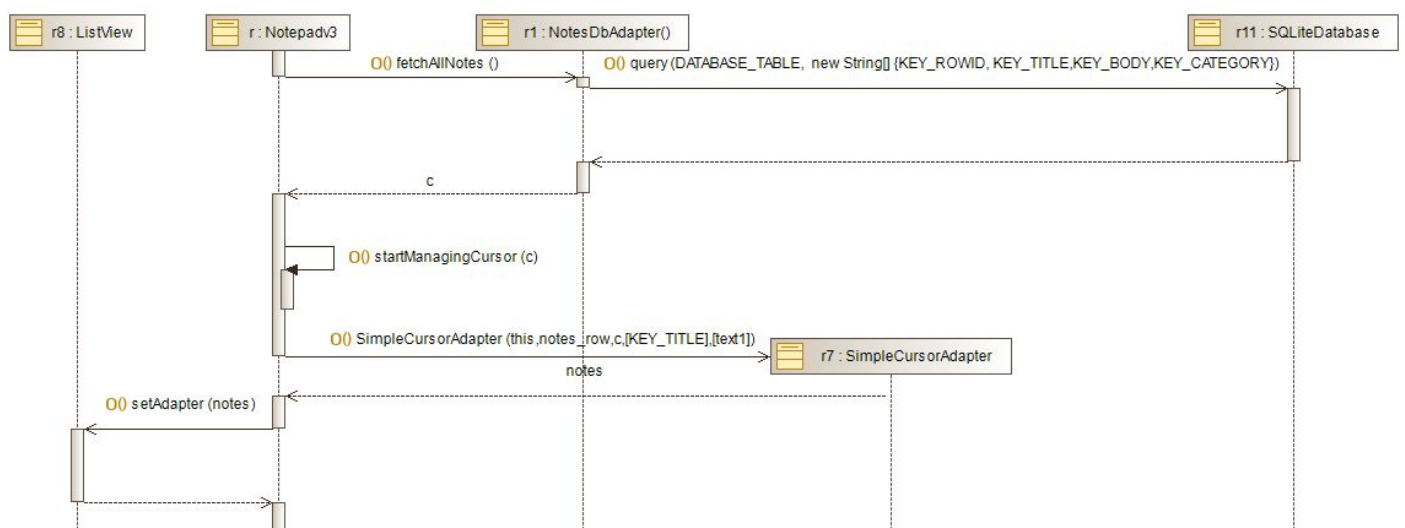 r8 : ListView
r : Notepadv3
r1 : NotesDbAdapter()
r11 : SQLiteDatabase
O() fetchAllNotes ()
O() query (DATABASE_TABLE, new String[] {KEY_ROWID, KEY_TITLE,KEY_BODY,KEY_CATEGORY})
c
O() startManagingCursor (c)
O() SimpleCursorAdapter (this,notes_row,c,[KEY_TITLE],[text1])
r7 : SimpleCursorAdapter
notes
O() setAdapter (notes)